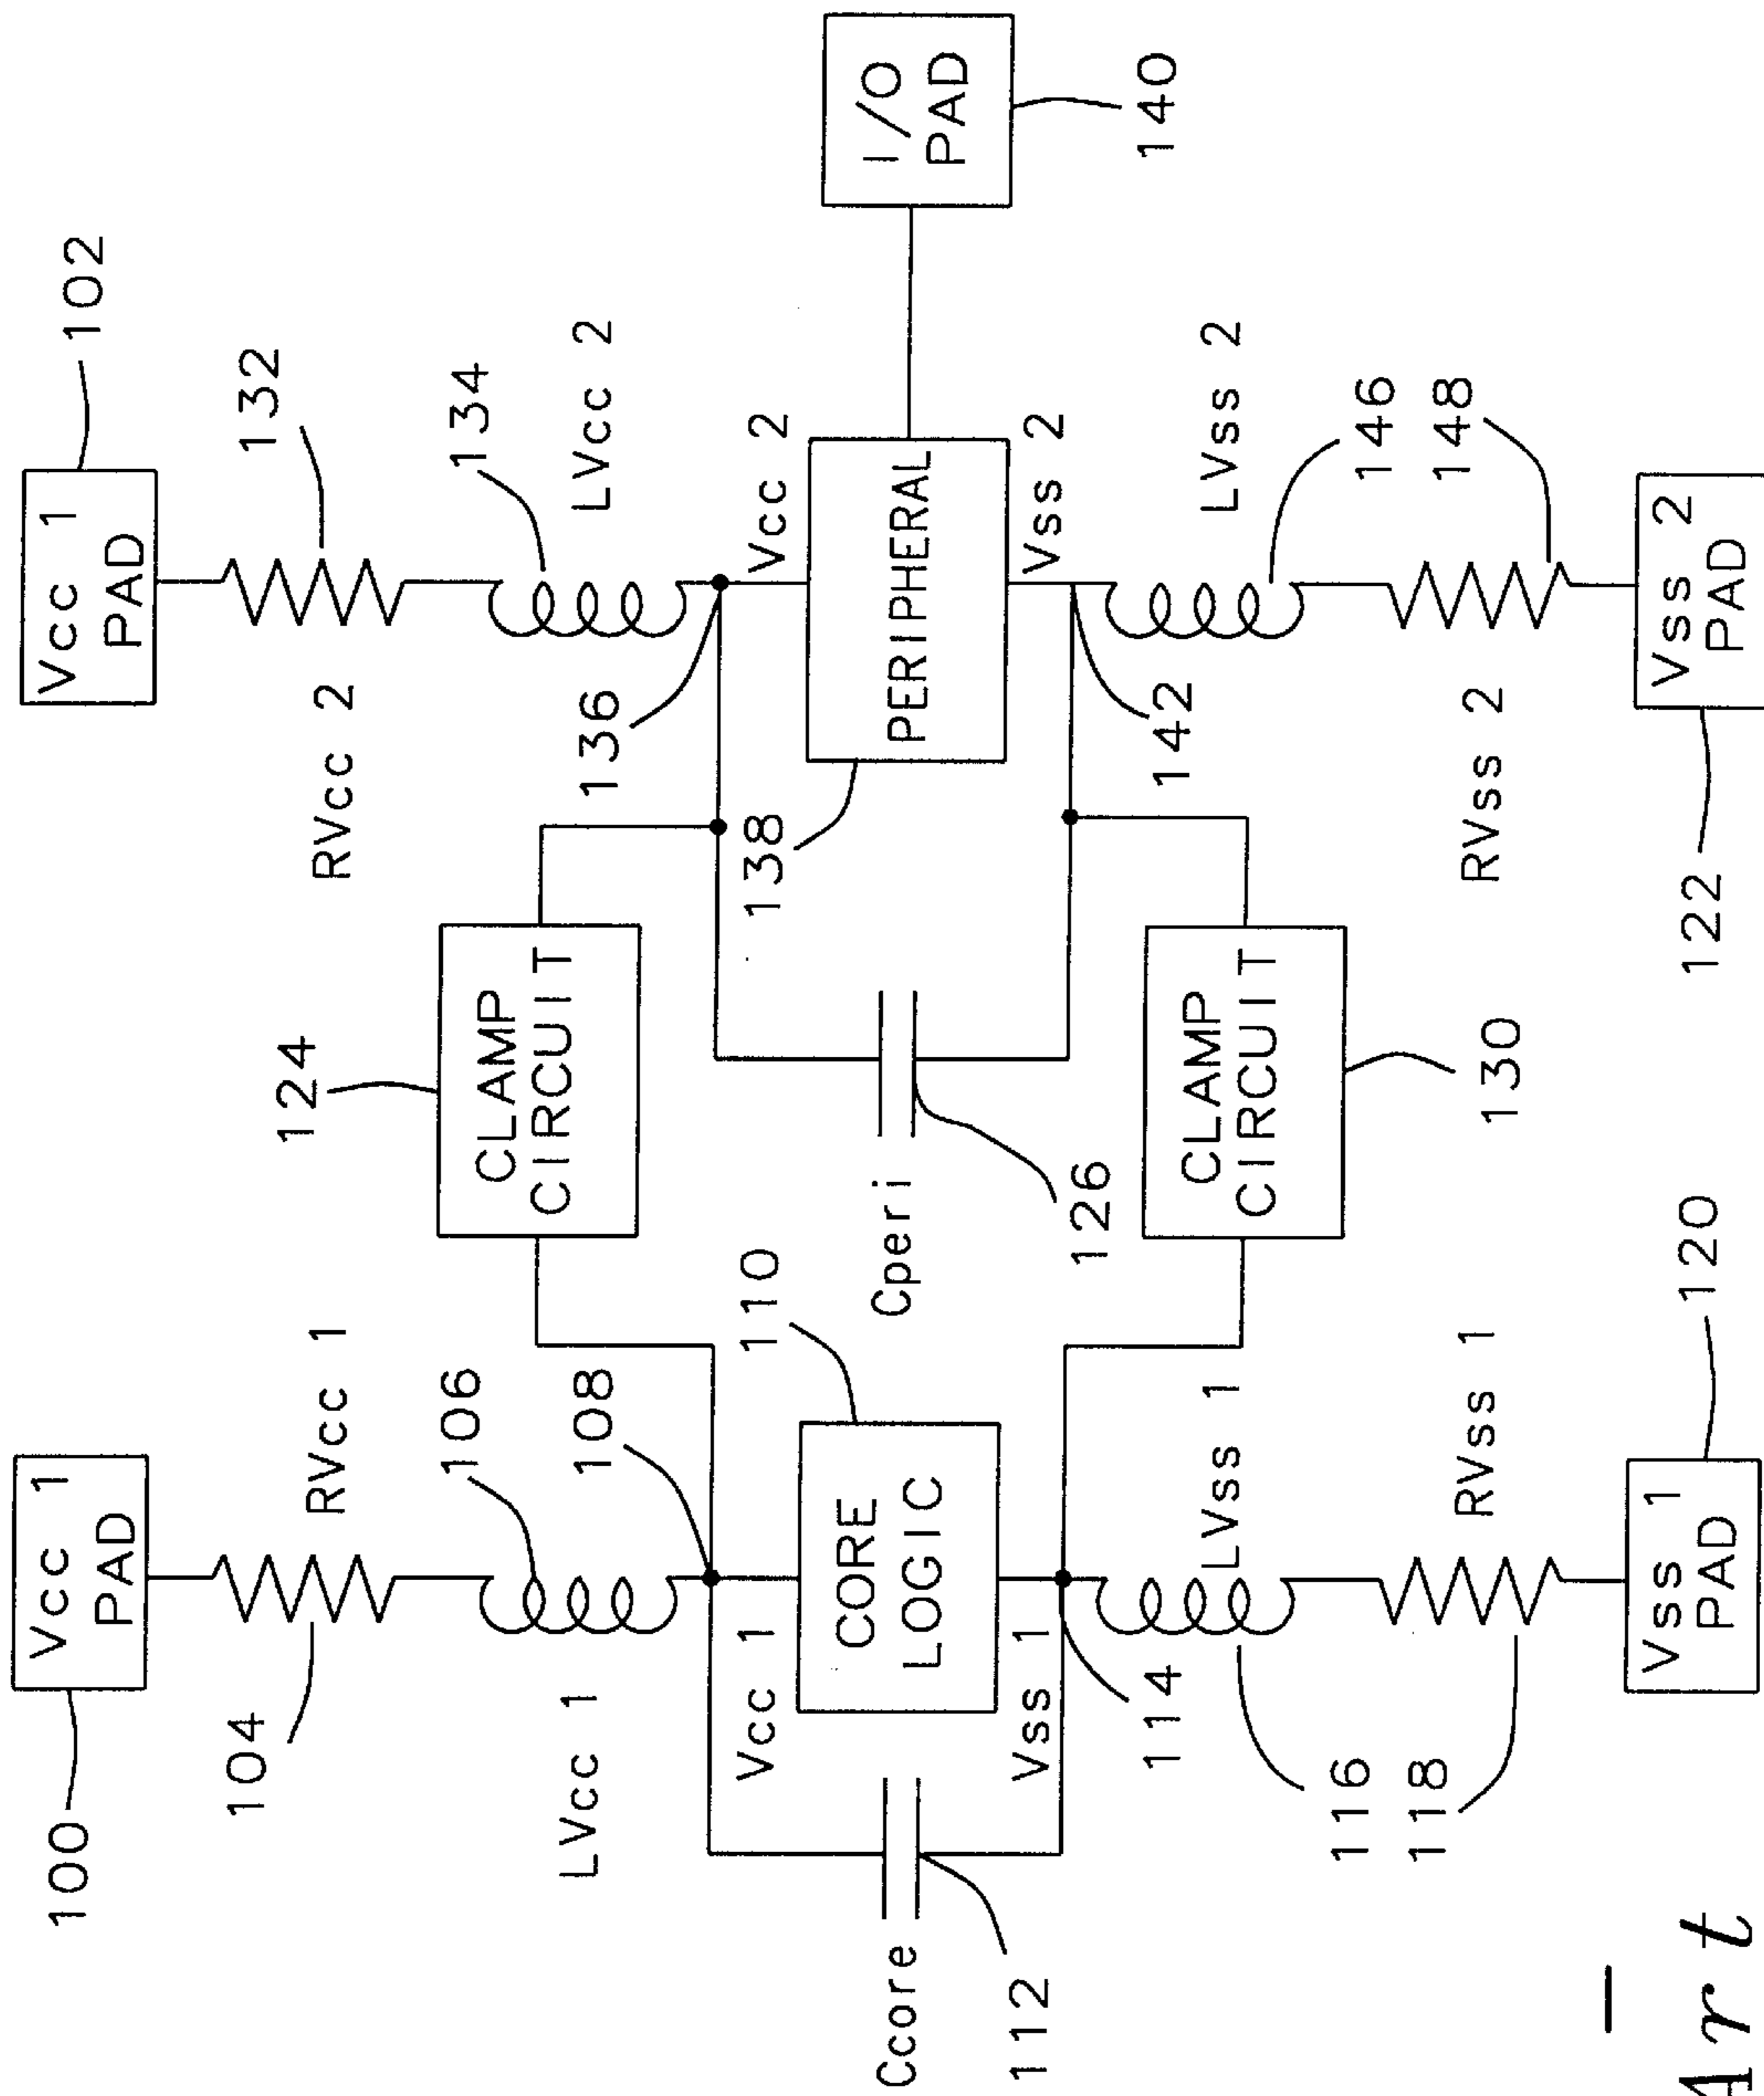 100
Vcc 1
PAD
Vcc 1
PAD
102
104
RVcc 1
RVcc 2
132
LVcc 1
106
124
CLAMP
CIRCUIT
134
LVcc 2
108
136
Vcc 1
110
138
Vcc 2
Ccore
CORE
LOGIC
Cperi
PERIPHERAL
I/O
PAD
112
Vss 1
126
Vss 2
114
142
140
LVss 1
CLAMP
CIRCUIT
LVss 2
116
118
146
148
RVss 1
130
RVss 2
Vss 1
PAD
120
122
Vss 2
PAD
Art